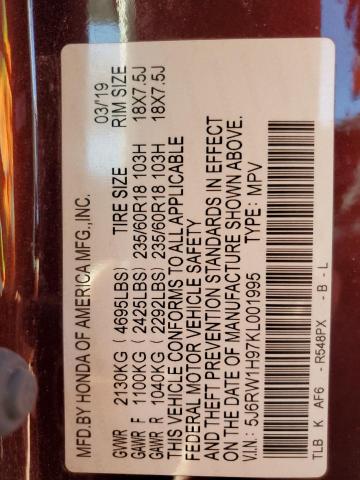 MFD.BY HONDA OF AMERICA MFG.,INC. 03/'19
TIRE SIZE RIM SIZE
GVWR 2130KG (4695LBS)
GAWR F 1100KG (2425LBS) 235/60R18 103H 18X7.5J
GAWR R 1040KG (2292LBS) 235/60R18 103H 18X7.5J
THIS VEHICLE CONFORMS TO ALL APPLICABLE
FEDERAL MOTOR VEHICLE SAFETY
AND THEFT PREVENTION STANDARDS IN EFFECT
ON THE DATE OF MANUFACTURE SHOWN ABOVE.
V.I.N.: 5J6RW1H97KL001995 TYPE: MPV
TLB K AF6 - R548PX - B - L